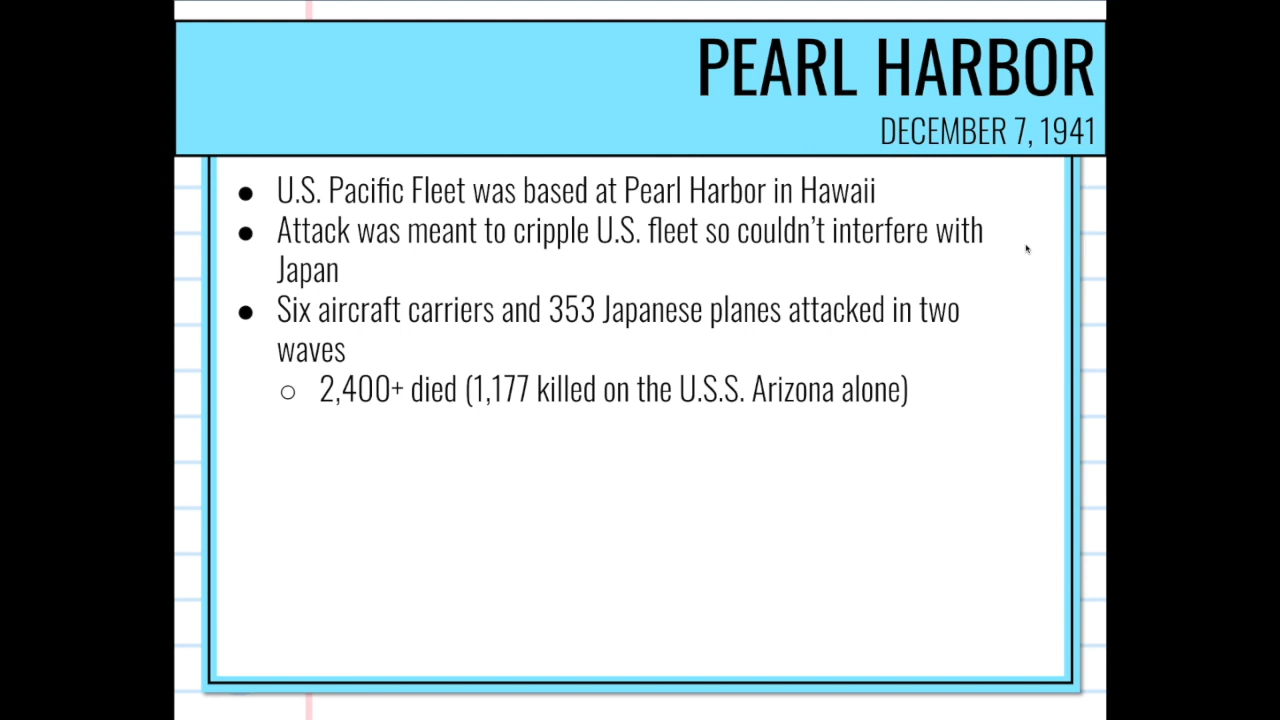 PEARL HARBOR
DECEMBER 7, 1941
● U.S. Pacific Fleet was based at Pearl Harbor in Hawaii
● Attack was meant to cripple U.S. fleet so couldn't interfere with
Japan
● Six aircraft carriers and 353 Japanese planes attacked in two
waves
○ 2,400+ died (1,177 killed on the U.S.S. Arizona alone)